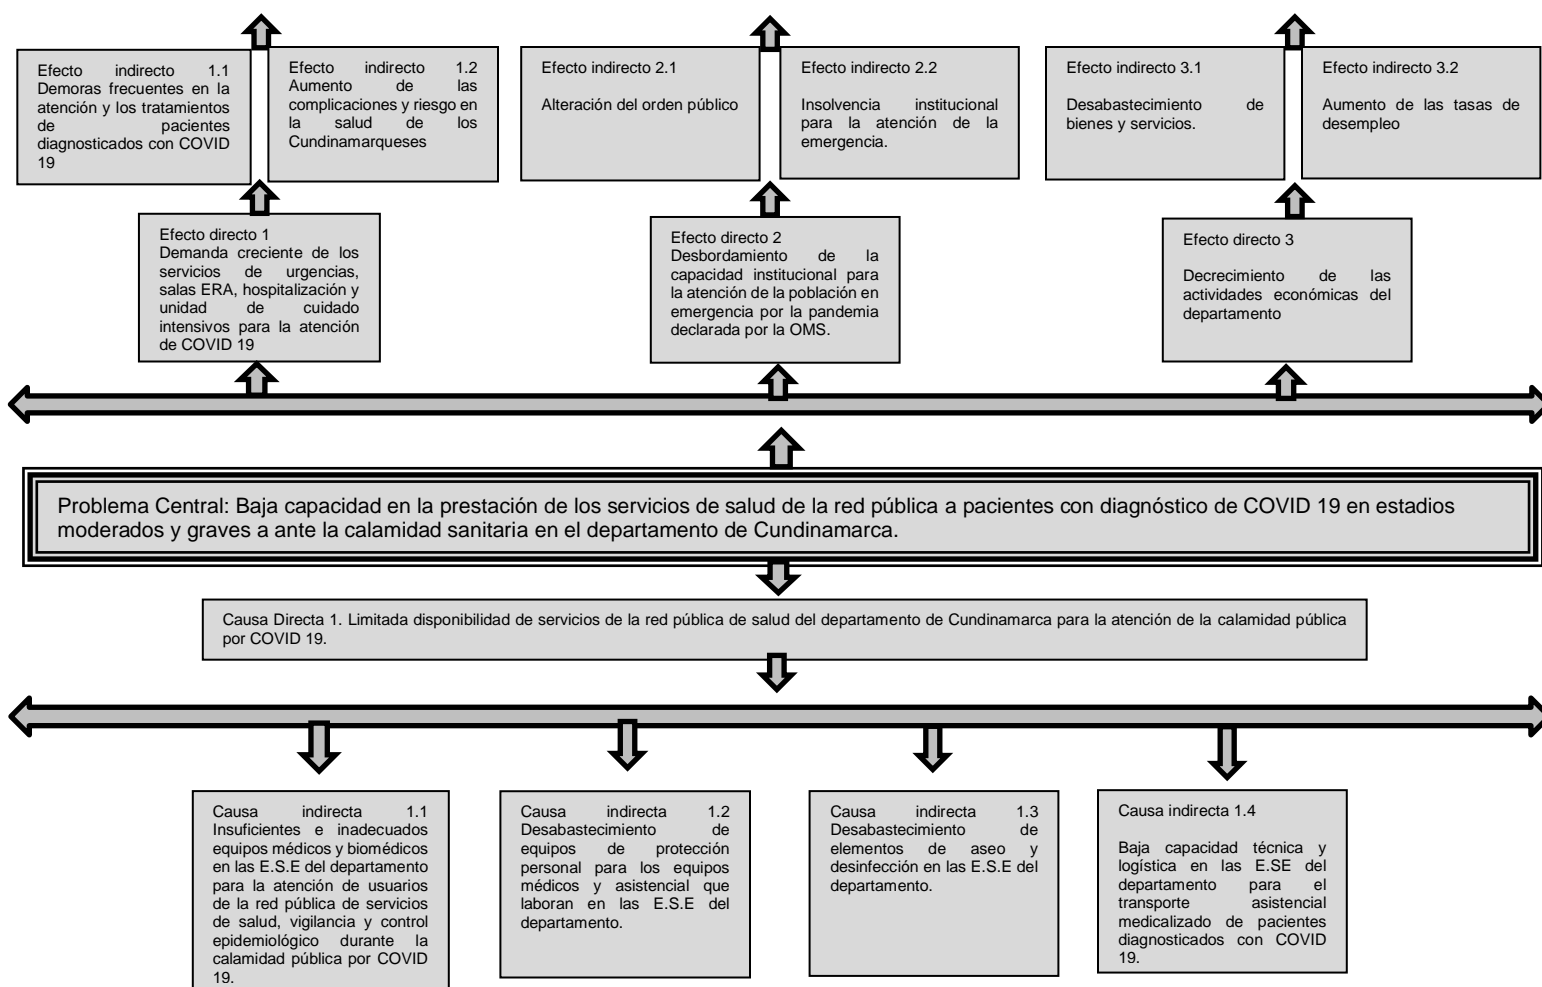 Efecto indirecto 1.1
Demoras frecuentes en la
atención y los tratamientos
de pacientes
diagnosticados con COVID
19
Efecto indirecto 1.2
Aumento de las
complicaciones y riesgo en
la salud de los
Cundinamarqueses
Efecto indirecto 2.1
Alteración del orden público
Efecto indirecto 2.2
Insolvencia institucional
para la atención de la
emergencia.
Efecto indirecto 3.1
Desabastecimiento de
bienes y servicios.
Efecto indirecto 3.2
Aumento de las tasas de
desempleo
Efecto directo 1
Demanda creciente de los
servicios de urgencias,
salas ERA, hospitalización y
unidad de cuidado
intensivos para la atención
de COVID 19
Efecto directo 2
Desbordamiento de la
capacidad institucional para
la atención de la población en
emergencia por la pandemia
declarada por la OMS.
Efecto directo 3
Decrecimiento de las
actividades económicas del
departamento
Problema Central: Baja capacidad en la prestación de los servicios de salud de la red pública a pacientes con diagnóstico de COVID 19 en estadios
moderados y graves a ante la calamidad sanitaria en el departamento de Cundinamarca.
Causa Directa 1. Limitada disponibilidad de servicios de la red pública de salud del departamento de Cundinamarca para la atención de la calamidad pública
por COVID 19.
Causa indirecta 1.1
Insuficientes e inadecuados
equipos médicos y biomédicos
en las E.S.E del departamento
para la atención de usuarios
de la red pública de servicios
de salud, vigilancia y control
epidemiológico durante la
calamidad pública por COVID
19.
Causa indirecta 1.2
Desabastecimiento de
equipos de protección
personal para los equipos
médicos y asistencial que
laboran en las E.S.E del
departamento.
Causa indirecta 1.3
Desabastecimiento de
elementos de aseo y
desinfección en las E.S.E del
departamento.
Causa indirecta 1.4
Baja capacidad técnica y
logística en las E.SE del
departamento para el
transporte asistencial
medicalizado de pacientes
diagnosticados con COVID
19.